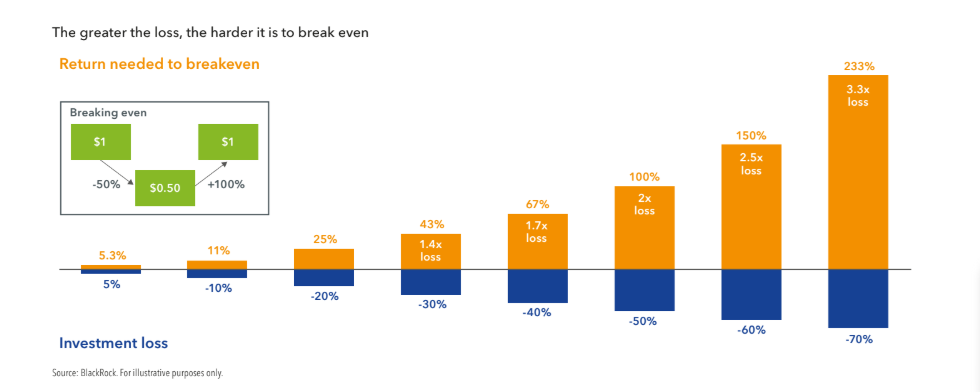 The greater the loss, the harder it is to break even
Return needed to breakeven
Breaking even
$1
$1
-50%
$0.50
+100%
5.3%
11%
25%
43%
1.4x
loss
67%
1.7x
loss
100%
2x
loss
150%
2.5x
loss
233%
3.3x
loss
5%
-10%
-20%
-30%
-40%
-50%
-60%
-70%
Investment loss
Source: BlackRock. For illustrative purposes only.